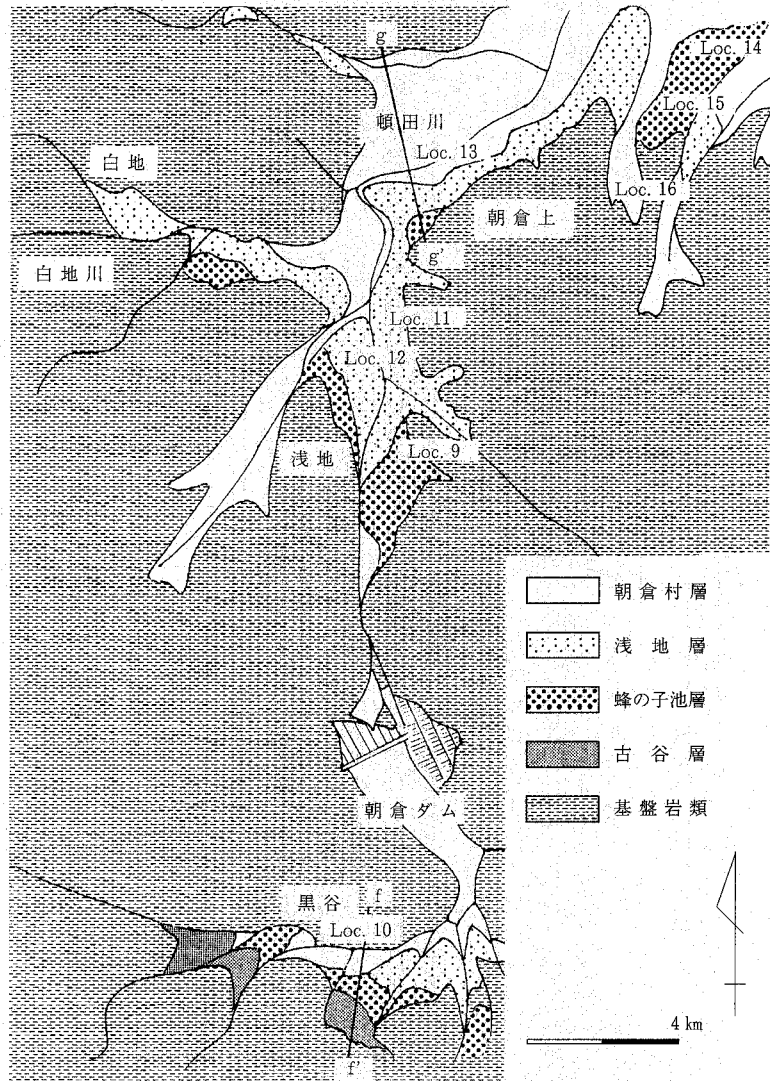 g
Loc. 14
頓田川
Loc. 15
Loc. 13
白地
Loc. 16
朝倉上
g'
白地川
Loc. 11
Loc. 12
浅地
Loc. 9
朝倉村層
浅地層
蜂の子池層
古谷層
基盤岩類
朝倉ダム
黒谷
f
Loc. 10
f'
4 km